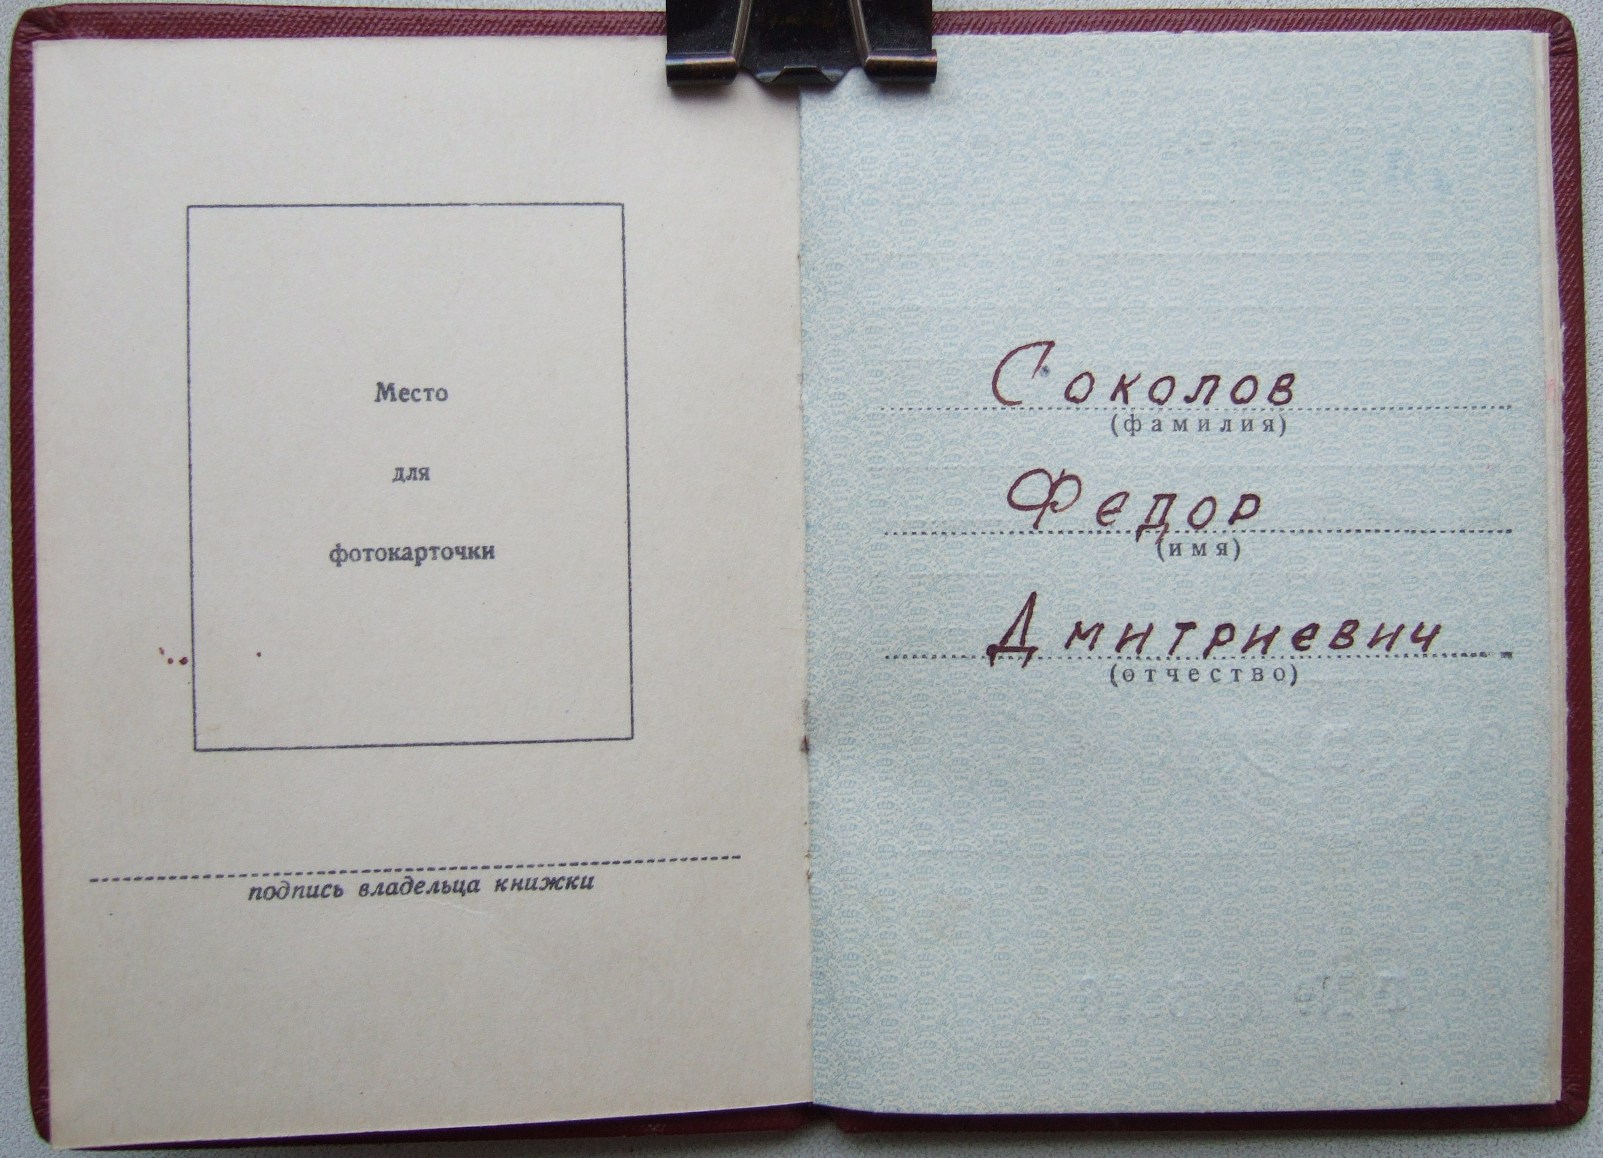 Место
для
фотокарточки
подпись владельца книжки
Соколов
(фамилия)
Федор
(имя)
Дмитриевич
(отчество)